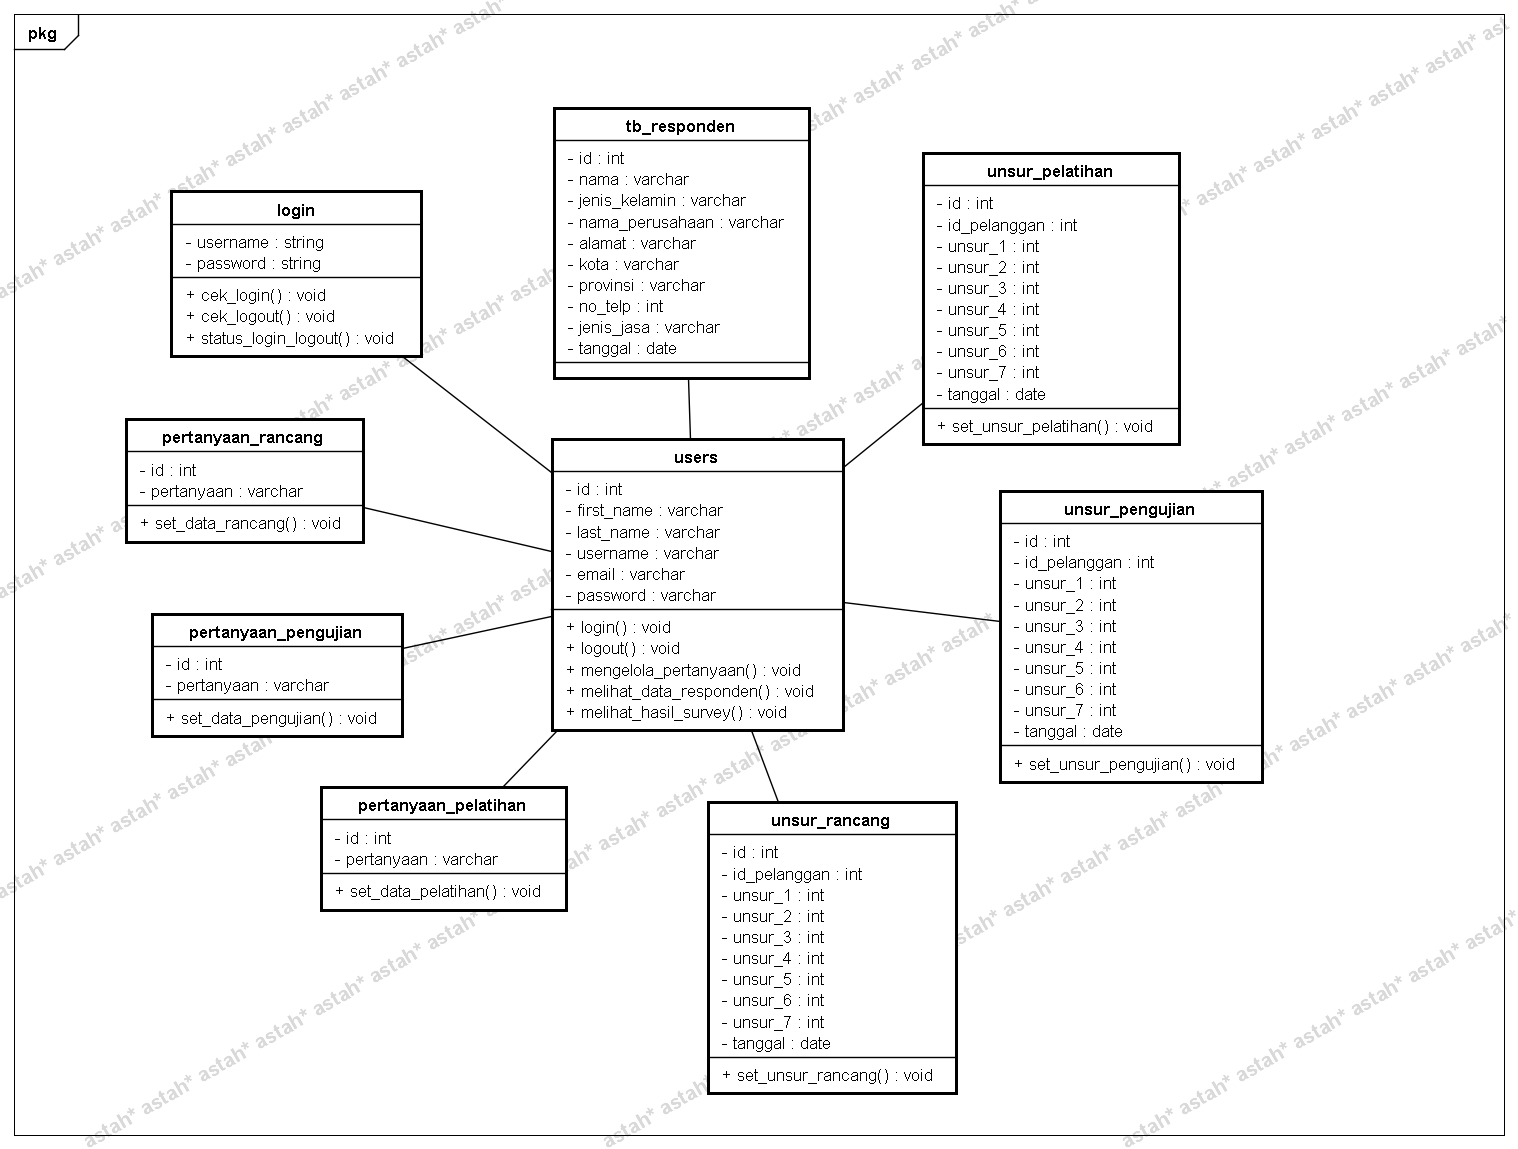 pkg
tb_responden
- id : int
- nama : varchar
- jenis_kelamin : varchar
- nama_perusahaan : varchar
- alamat : varchar
- kota : varchar
- provinsi : varchar
- no_telp : int
- jenis_jasa : varchar
- tanggal : date
unsur_pelatihan
- id : int
- id_pelanggan : int
- unsur_1 : int
- unsur_2 : int
- unsur_3 : int
- unsur_4 : int
- unsur_5 : int
- unsur_6 : int
- unsur_7 : int
- tanggal : date
+ set_unsur_pelatihan() : void
login
- username : string
- password : string
+ cek_login() : void
+ cek_logout() : void
+ status_login_logout() : void
pertanyaan_rancang
- id : int
- pertanyaan : varchar
+ set_data_rancang() : void
users
- id : int
- first_name : varchar
- last_name : varchar
- username : varchar
- email : varchar
- password : varchar
+ login() : void
+ logout() : void
+ mengelola_pertanyaan() : void
+ melihat_data_responden() : void
+ melihat_hasil_survey() : void
unsur_pengujian
- id : int
- id_pelanggan : int
- unsur_1 : int
- unsur_2 : int
- unsur_3 : int
- unsur_4 : int
- unsur_5 : int
- unsur_6 : int
- unsur_7 : int
- tanggal : date
+ set_unsur_pengujian() : void
pertanyaan_pengujian
- id : int
- pertanyaan : varchar
+ set_data_pengujian() : void
pertanyaan_pelatihan
- id : int
- pertanyaan : varchar
+ set_data_pelatihan() : void
unsur_rancang
- id : int
- id_pelanggan : int
- unsur_1 : int
- unsur_2 : int
- unsur_3 : int
- unsur_4 : int
- unsur_5 : int
- unsur_6 : int
- unsur_7 : int
- tanggal : date
+ set_unsur_rancang() : void
astah*